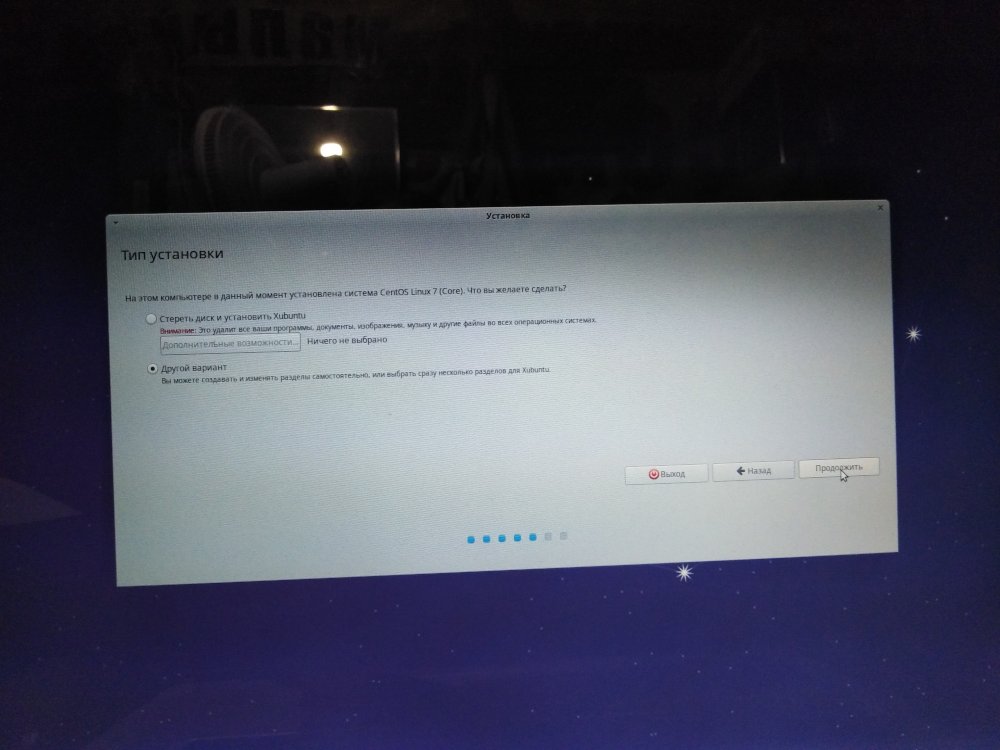 Установка
Тип установки
На этом компьютере в данный момент установлена система CentOS Linux 7 (Core). Что вы желаете сделать?
Стереть диск и установить Xubuntu
Внимание: Это удалит все ваши программы, документы, изображения, музыку и другие файлы во всех операционных системах.
Дополнительные возможности... Ничего не выбрано
Другой вариант
Вы можете создавать и изменять разделы самостоятельно, или выбрать сразу несколько разделов для Xubuntu.
Выход Назад Продолжить